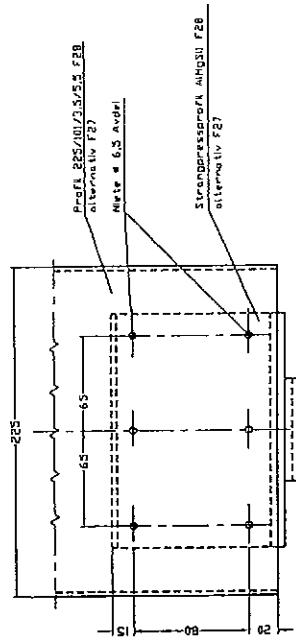 Profil 225/101/3,5/5,5 F28
alternativ F27
Niete ø 6,5 Avdel
Strangpressprofil AlMgSi1 F28
alternativ F27
225
65
65
15
80
20